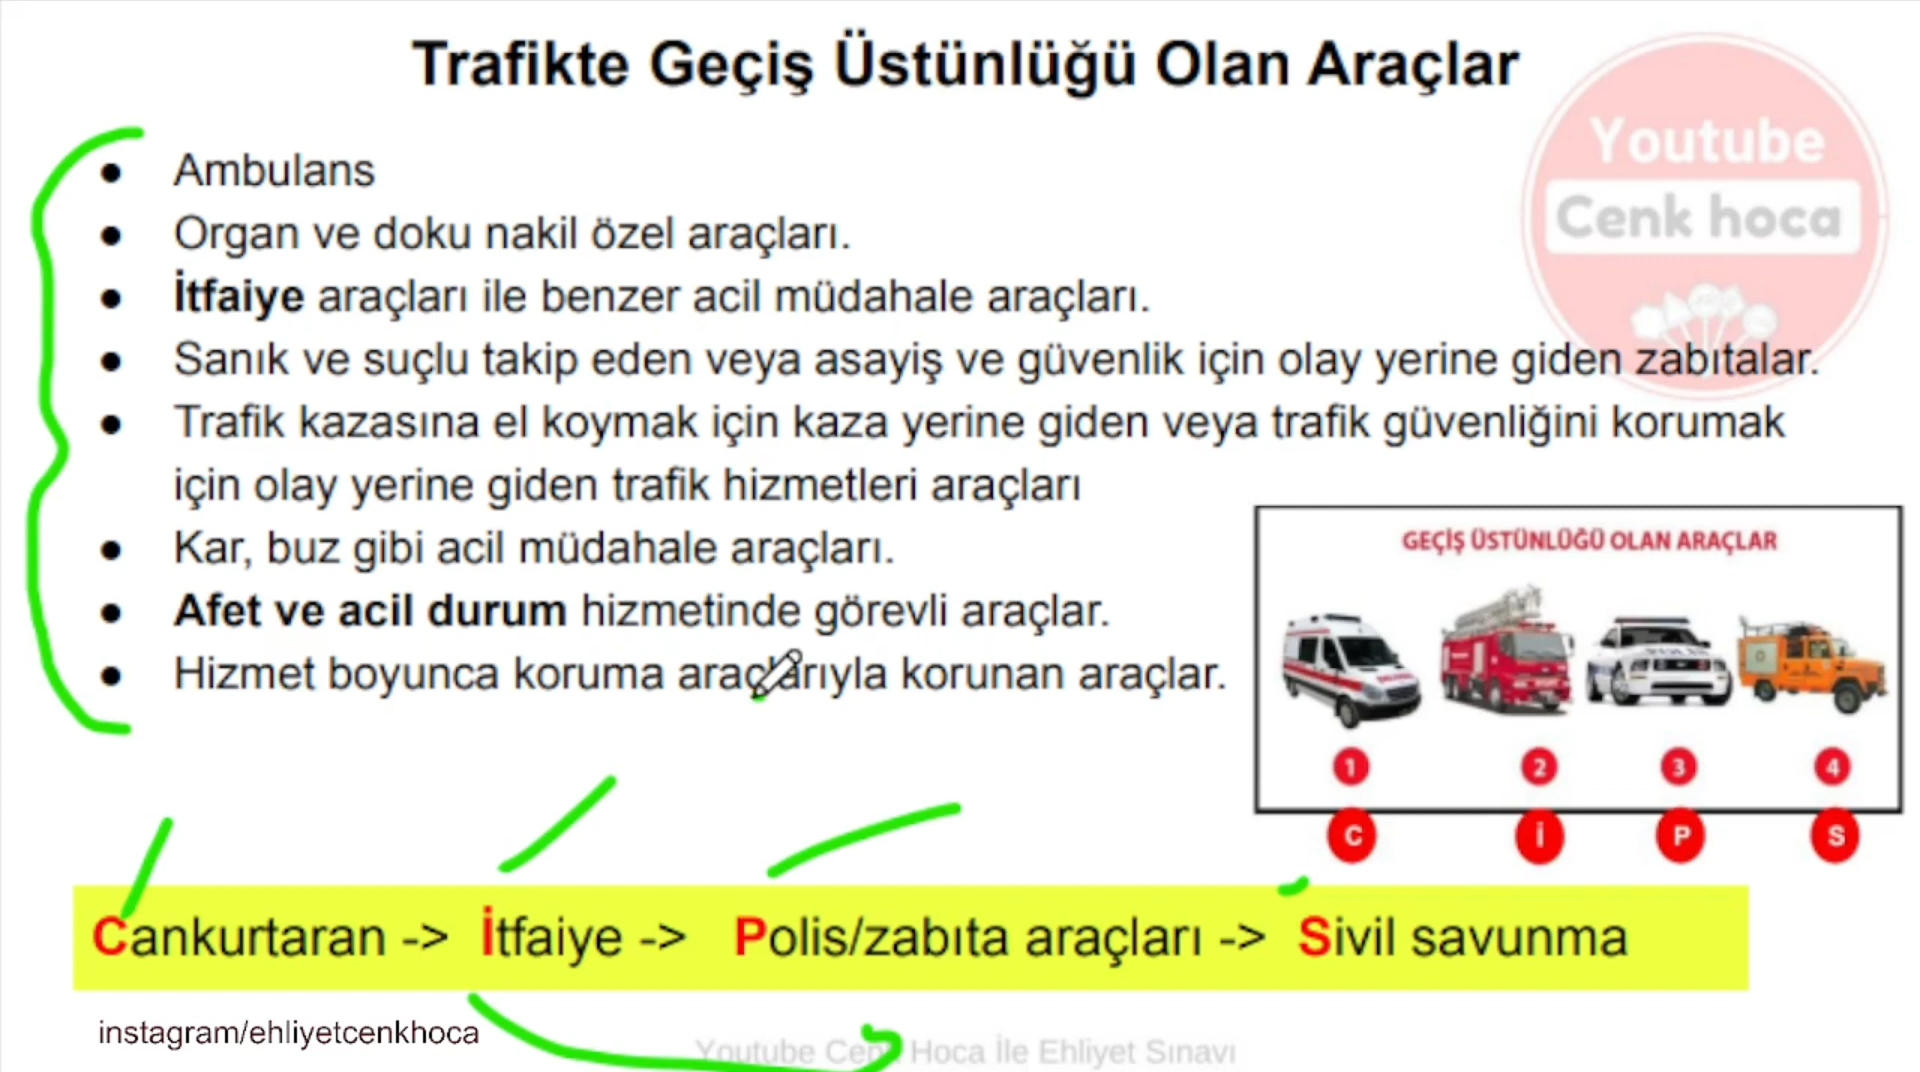 Trafikte Geçiş Üstünlüğü Olan Araçlar
Youtube
Cenk hoca
● Ambulans
● Organ ve doku nakil özel araçları.
● İtfaiye araçları ile benzer acil müdahale araçları.
● Sanık ve suçlu takip eden veya asayiş ve güvenlik için olay yerine giden zabıtalar.
● Trafik kazasına el koymak için kaza yerine giden veya trafik güvenliğini korumak
için olay yerine giden trafik hizmetleri araçları
● Kar, buz gibi acil müdahale araçları.
● Afet ve acil durum hizmetinde görevli araçlar.
● Hizmet boyunca koruma araçlarıyla korunan araçlar.
GEÇİŞ ÜSTÜNLÜĞÜ OLAN ARAÇLAR
1 2 3 4
C İ P S
Cankurtaran -> İtfaiye -> Polis/zabıta araçları -> Sivil savunma
instagram/ehliyetcenkhoca
Youtube Cenk Hoca İle Ehliyet Sınavı